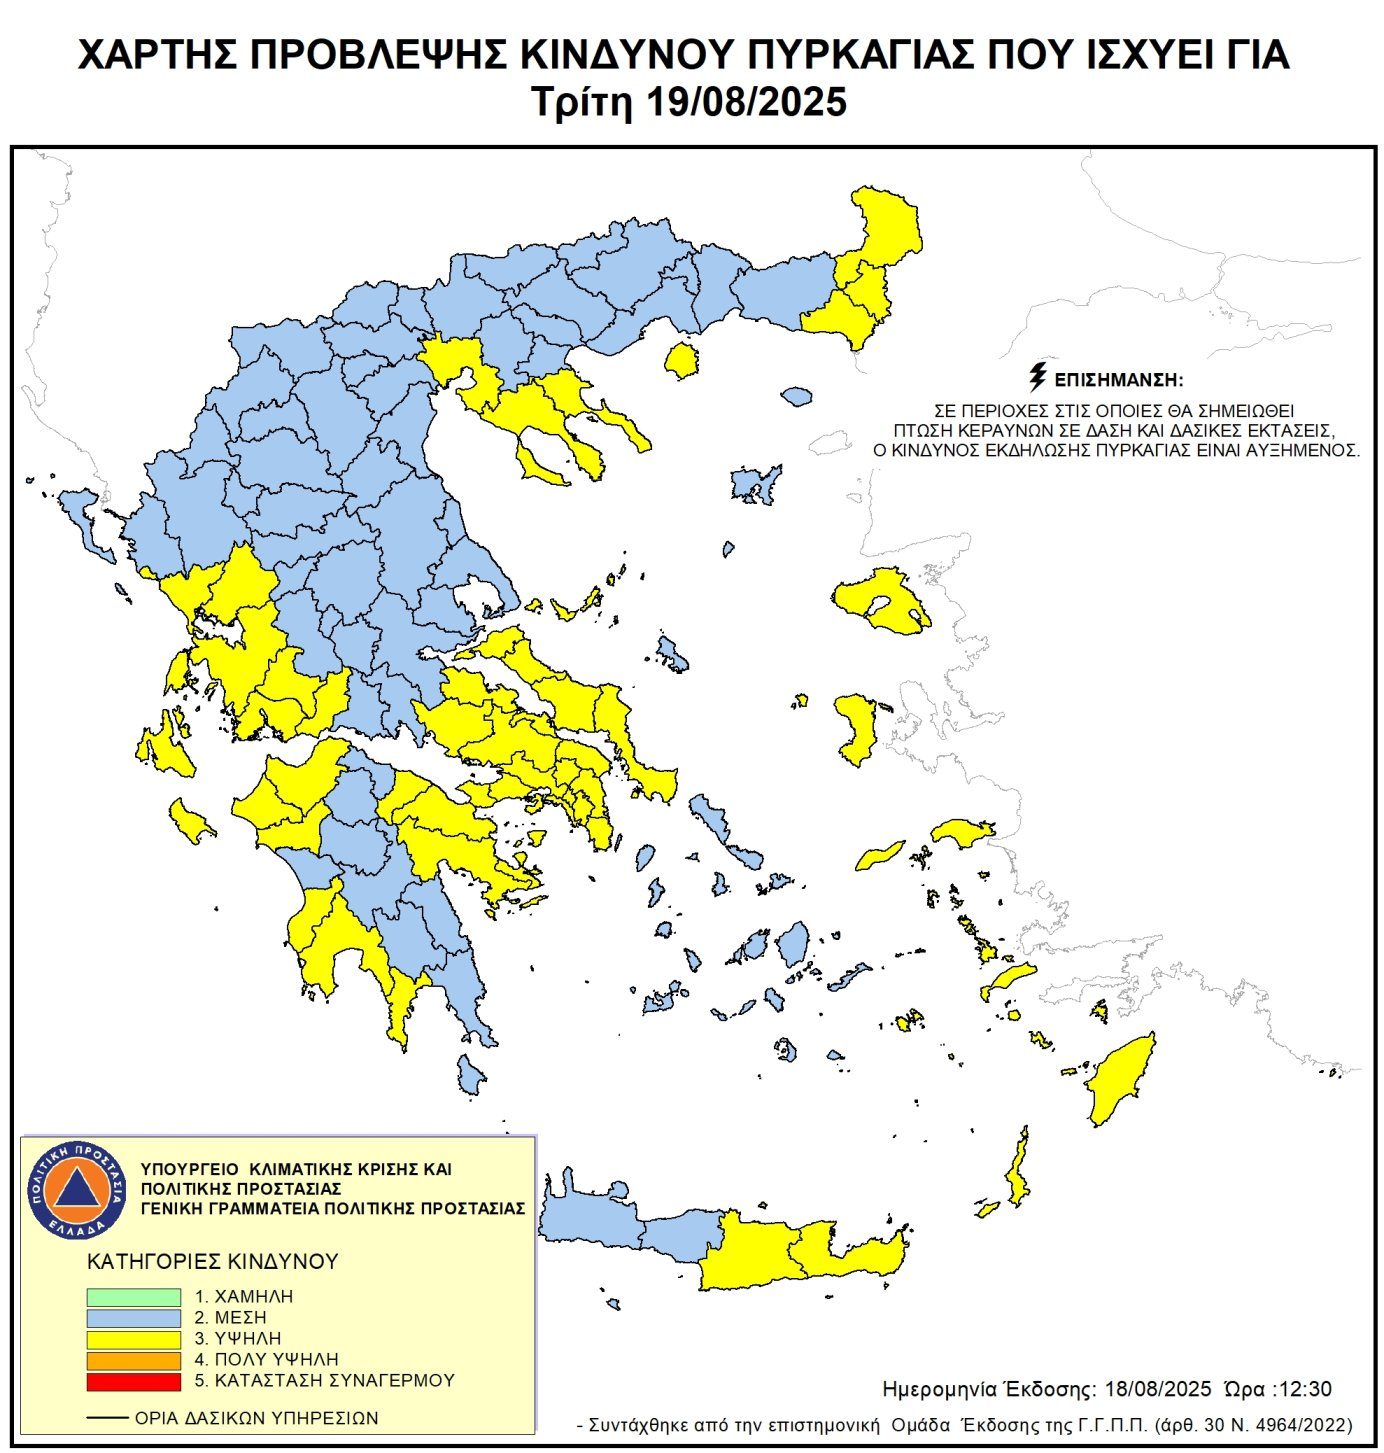 ΧΑΡΤΗΣ ΠΡΟΒΛΕΨΗΣ ΚΙΝΔΥΝΟΥ ΠΥΡΚΑΓΙΑΣ ΠΟΥ ΙΣΧΥΕΙ ΓΙΑ
Τρίτη 19/08/2025
ΕΠΙΣΗΜΑΝΣΗ:
ΣΕ ΠΕΡΙΟΧΕΣ ΣΤΙΣ ΟΠΟΙΕΣ ΘΑ ΣΗΜΕΙΩΘΕΙ
ΠΤΩΣΗ ΚΕΡΑΥΝΩΝ ΣΕ ΔΑΣΗ ΚΑΙ ΔΑΣΙΚΕΣ ΕΚΤΑΣΕΙΣ,
Ο ΚΙΝΔΥΝΟΣ ΕΚΔΗΛΩΣΗΣ ΠΥΡΚΑΓΙΑΣ ΕΙΝΑΙ ΑΥΞΗΜΕΝΟΣ.
ΠΟΛΙΤΙΚΗ ΠΡΟΣΤΑΣΙΑ
ΕΛΛΑΔΑ
ΥΠΟΥΡΓΕΙΟ ΚΛΙΜΑΤΙΚΗΣ ΚΡΙΣΗΣ ΚΑΙ
ΠΟΛΙΤΙΚΗΣ ΠΡΟΣΤΑΣΙΑΣ
ΓΕΝΙΚΗ ΓΡΑΜΜΑΤΕΙΑ ΠΟΛΙΤΙΚΗΣ ΠΡΟΣΤΑΣΙΑΣ
ΚΑΤΗΓΟΡΙΕΣ ΚΙΝΔΥΝΟΥ
1. ΧΑΜΗΛΗ
2. ΜΕΣΗ
3. ΥΨΗΛΗ
4. ΠΟΛΥ ΥΨΗΛΗ
5. ΚΑΤΑΣΤΑΣΗ ΣΥΝΑΓΕΡΜΟΥ
ΟΡΙΑ ΔΑΣΙΚΩΝ ΥΠΗΡΕΣΙΩΝ
Ημερομηνία Έκδοσης: 18/08/2025 Ώρα :12:30
- Συντάχθηκε από την επιστημονική Ομάδα Έκδοσης της Γ.Γ.Π.Π. (άρθ. 30 Ν. 4964/2022)